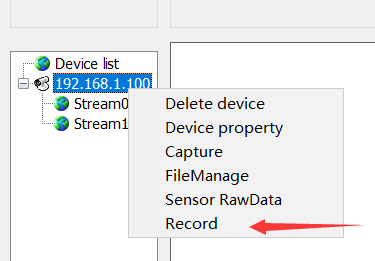 Device list
192.168.1.100
Stream0
Stream1
Delete device
Device property
Capture
FileManage
Sensor RawData
Record